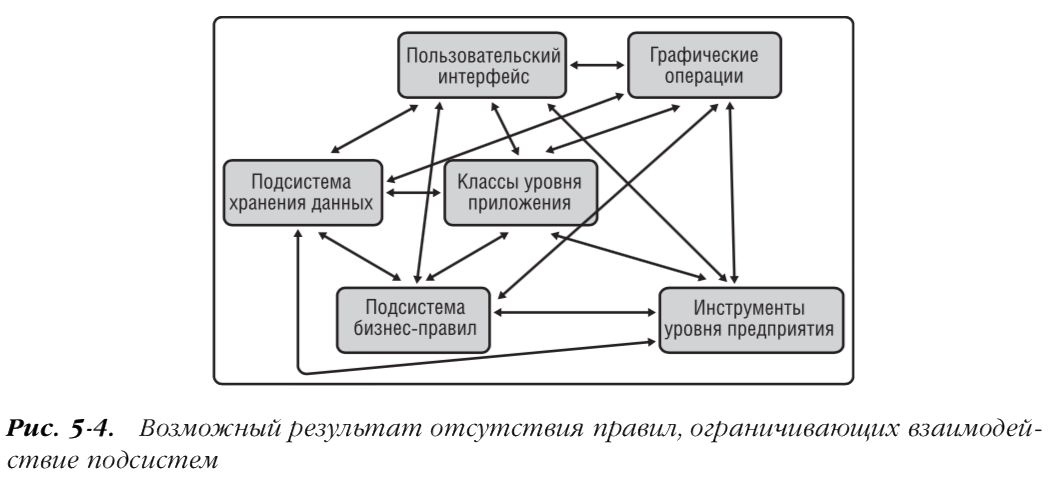 Пользовательский
интерфейс
Графические
операции
Подсистема
хранения данных
Классы уровня
приложения
Подсистема
бизнес-правил
Инструменты
уровня предприятия
Рис. 5-4. Возможный результат отсутствия правил, ограничивающих взаимодей-
ствие подсистем